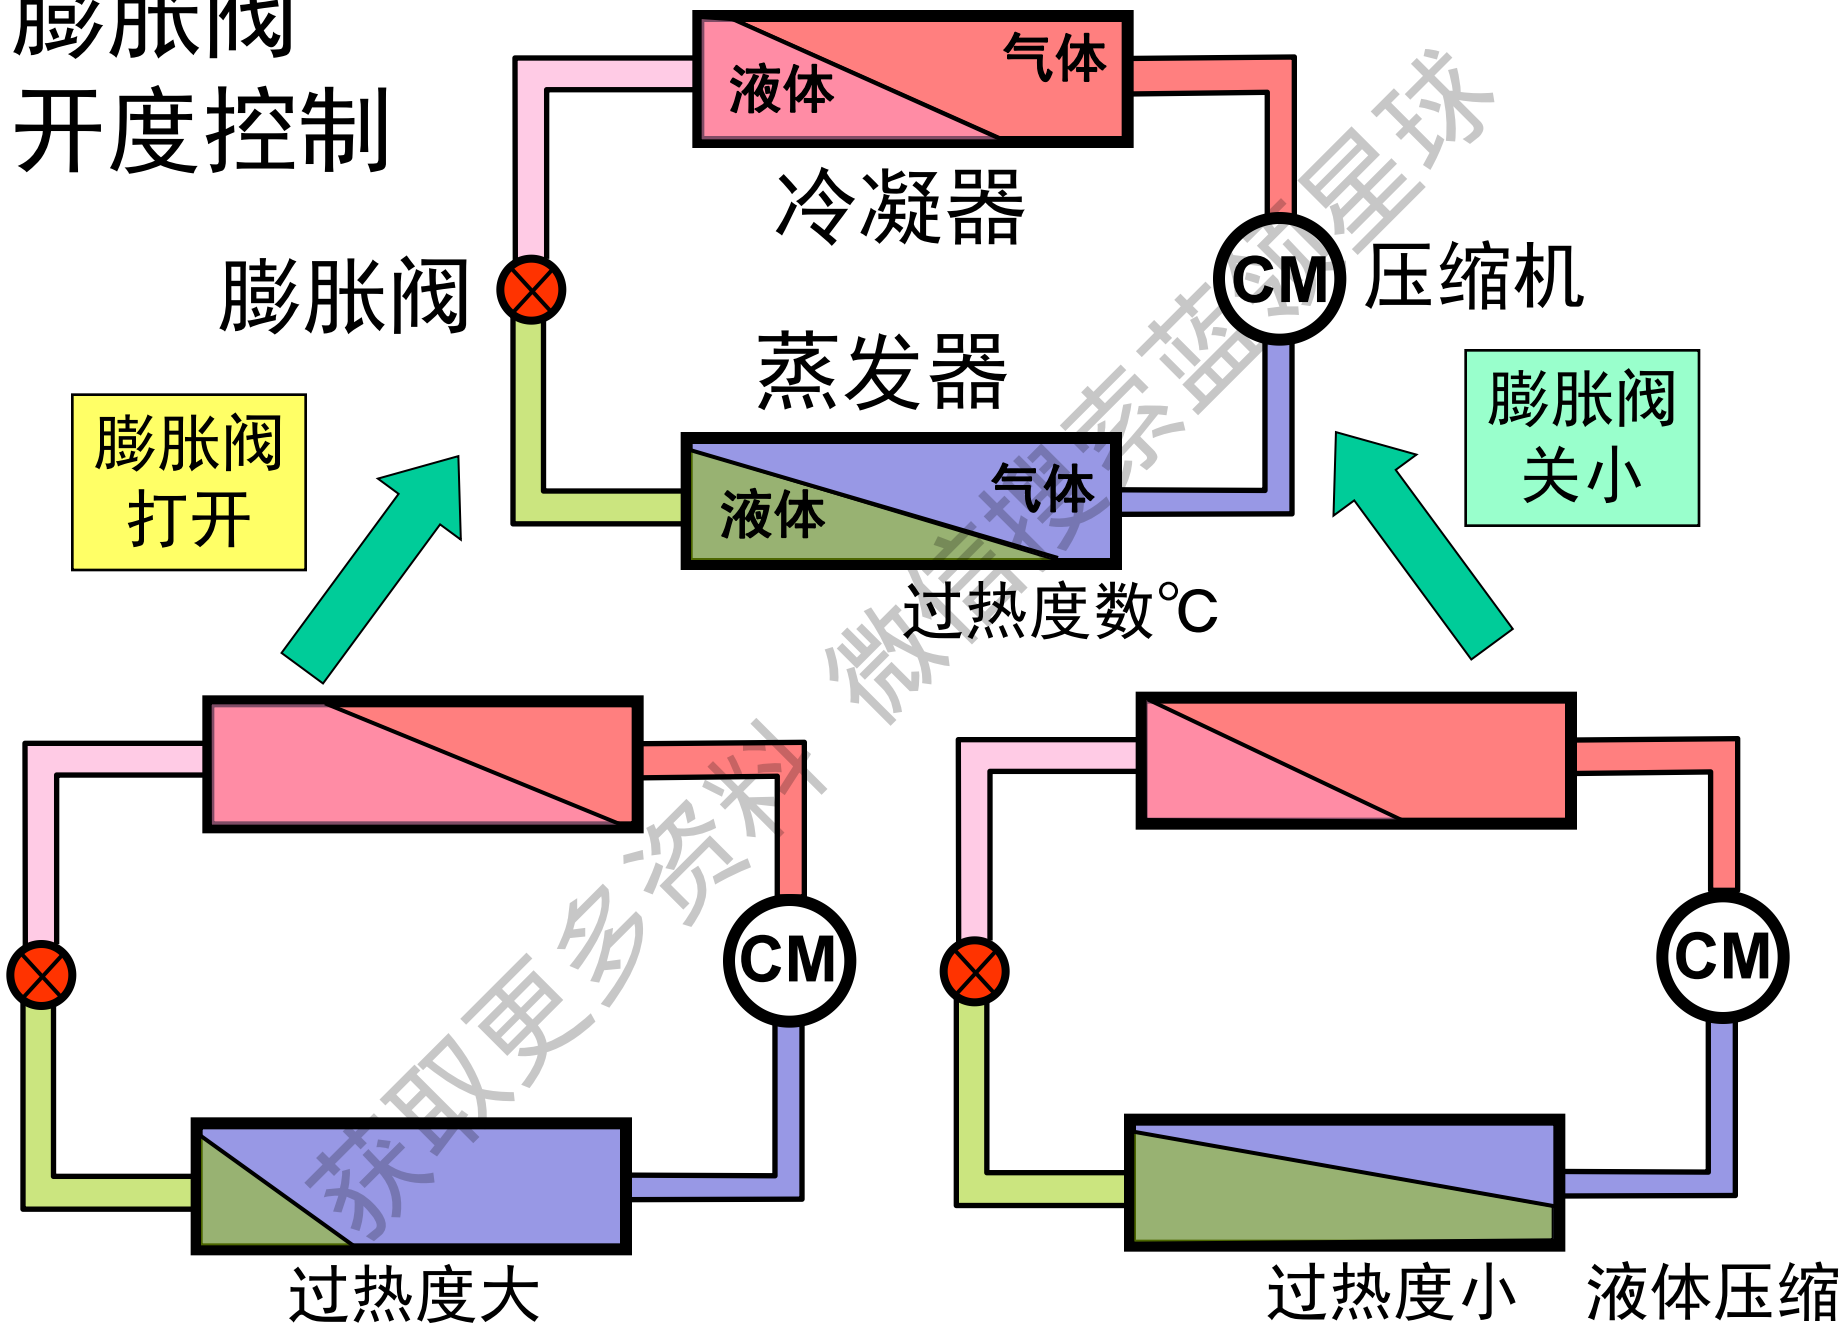 膨胀阀
开度控制
液体
气体
冷凝器
膨胀阀
CM
压缩机
蒸发器
膨胀阀
打开
膨胀阀
关小
液体
气体
过热度数℃
CM
CM
过热度大
过热度小
液体压缩
获取更多资料 微信搜索蓝领星球